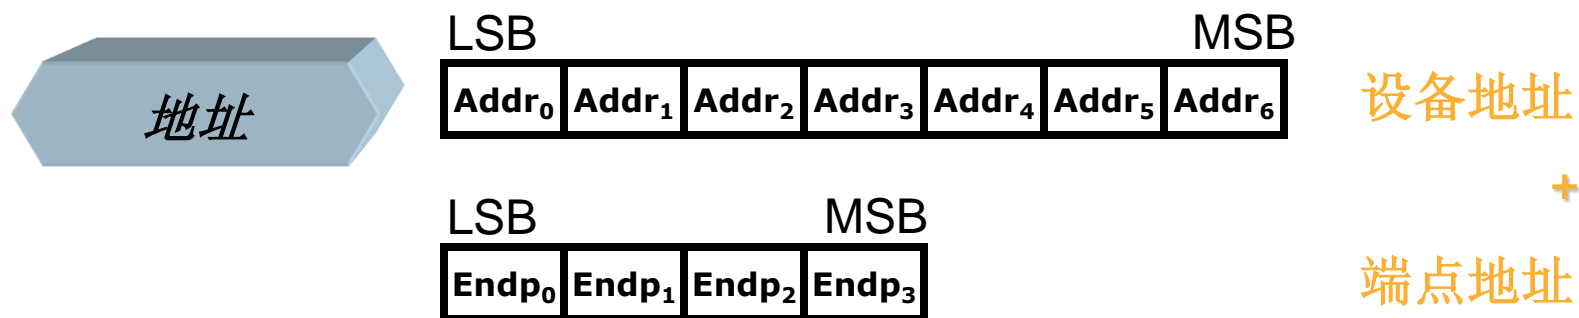 地址
LSB MSB
Addr₀ Addr₁ Addr₂ Addr₃ Addr₄ Addr₅ Addr₆
设备地址
+
LSB MSB
Endp₀ Endp₁ Endp₂ Endp₃
端点地址